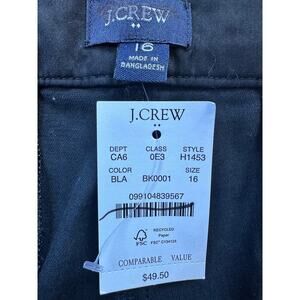 J.CREW
16
MADE IN
BANGLADESH
J.CREW
DEPT CLASS STYLE
CA6 0E3 H1453
COLOR SIZE
BLA BK0001 16
099104839567
FSC
RECYCLED
Paper
COMPARABLE VALUE
$49.50